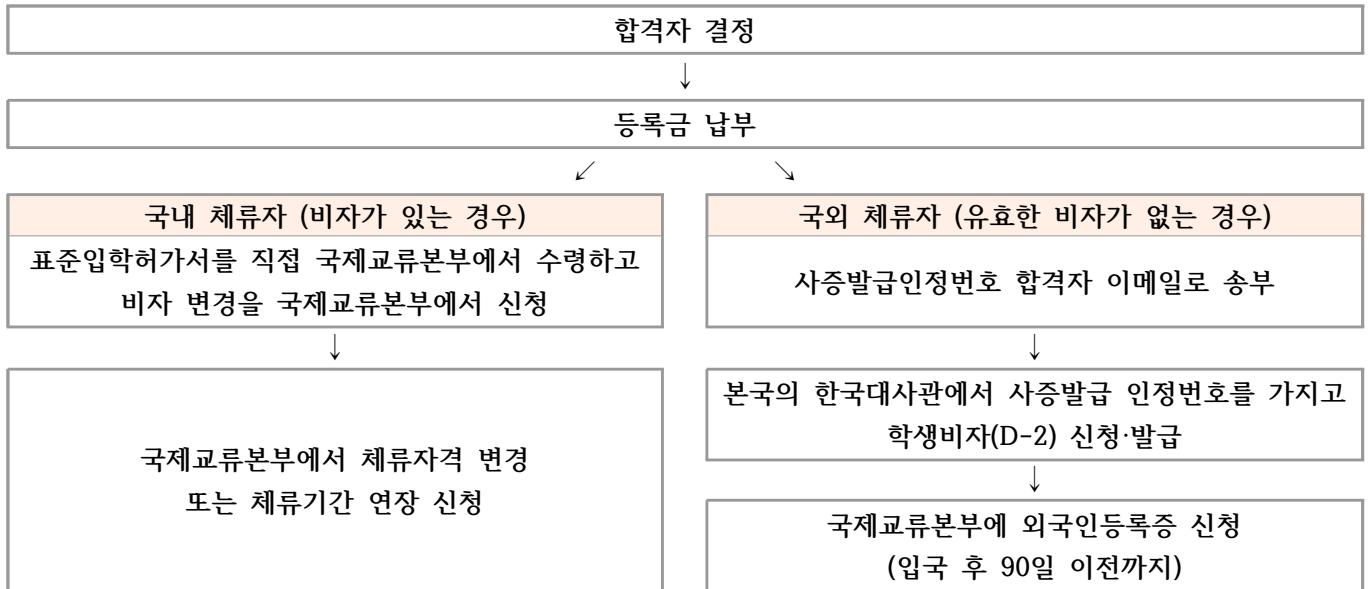 합격자 결정
↓
등록금 납부
↙ ↘
국내 체류자 (비자가 있는 경우)
표준입학허가서를 직접 국제교류본부에서 수령하고
비자 변경을 국제교류본부에서 신청
↓
국제교류본부에서 체류자격 변경
또는 체류기간 연장 신청
국외 체류자 (유효한 비자가 없는 경우)
사증발급인정번호 합격자 이메일로 송부
↓
본국의 한국대사관에서 사증발급 인정번호를 가지고
학생비자(D-2) 신청·발급
↓
국제교류본부에 외국인등록증 신청
(입국 후 90일 이전까지)